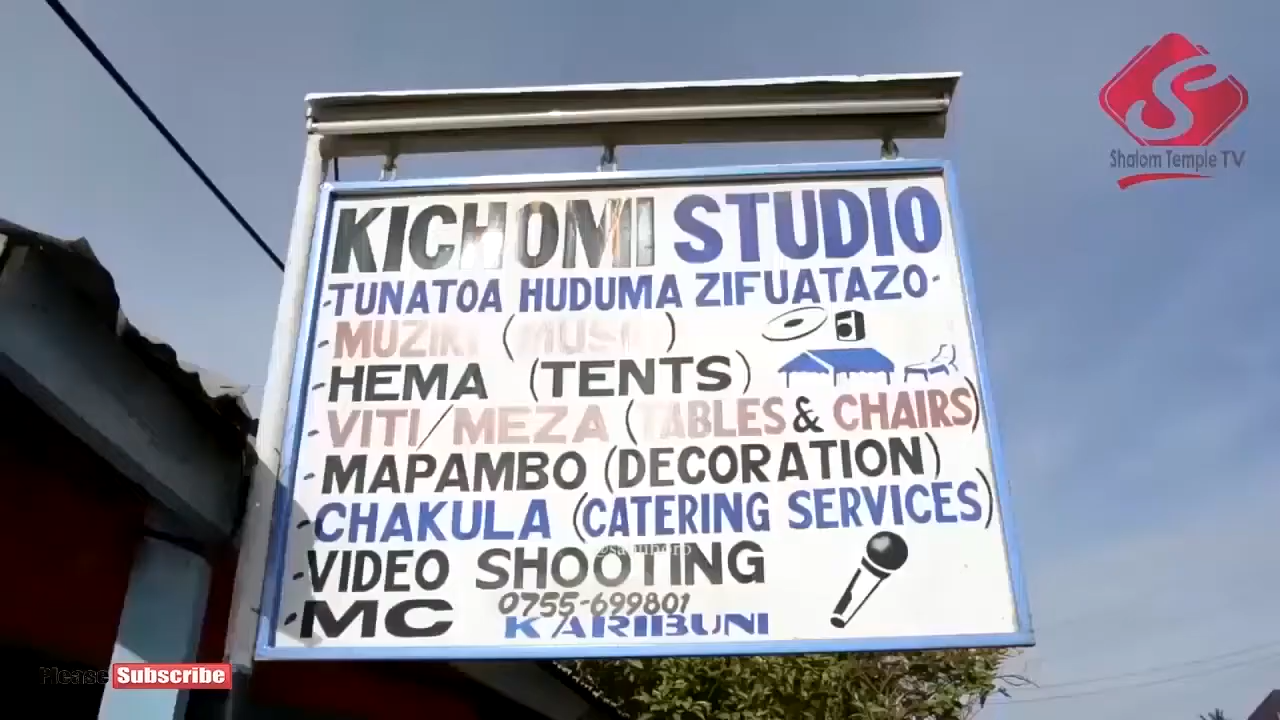 KICHOMI STUDIO
-TUNATOA HUDUMA ZIFUATAZO-
-MUZIKI (MUSIC)
-HEMA (TENTS)
-VITI/MEZA (TABLES & CHAIRS)
-MAPAMBO (DECORATION)
-CHAKULA (CATERING SERVICES)
-VIDEO SHOOTING
-MC 0755-699801
KARIBUNI
S
Shalom Temple TV
Please Subscribe